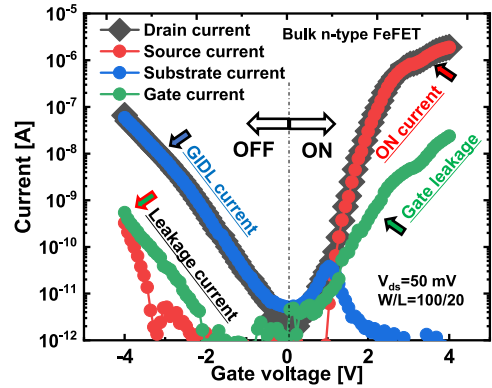 Bulk n-type FeFET
Drain current
Source current
Substrate current
Gate current
OFF
ON
GIDL current
Leakage current
ON current
Gate leakage
V_ds=50 mV
W/L=100/20
Current [A]
10^-5
10^-6
10^-7
10^-8
10^-9
10^-10
10^-11
10^-12
-4
-2
0
2
4
Gate voltage [V]